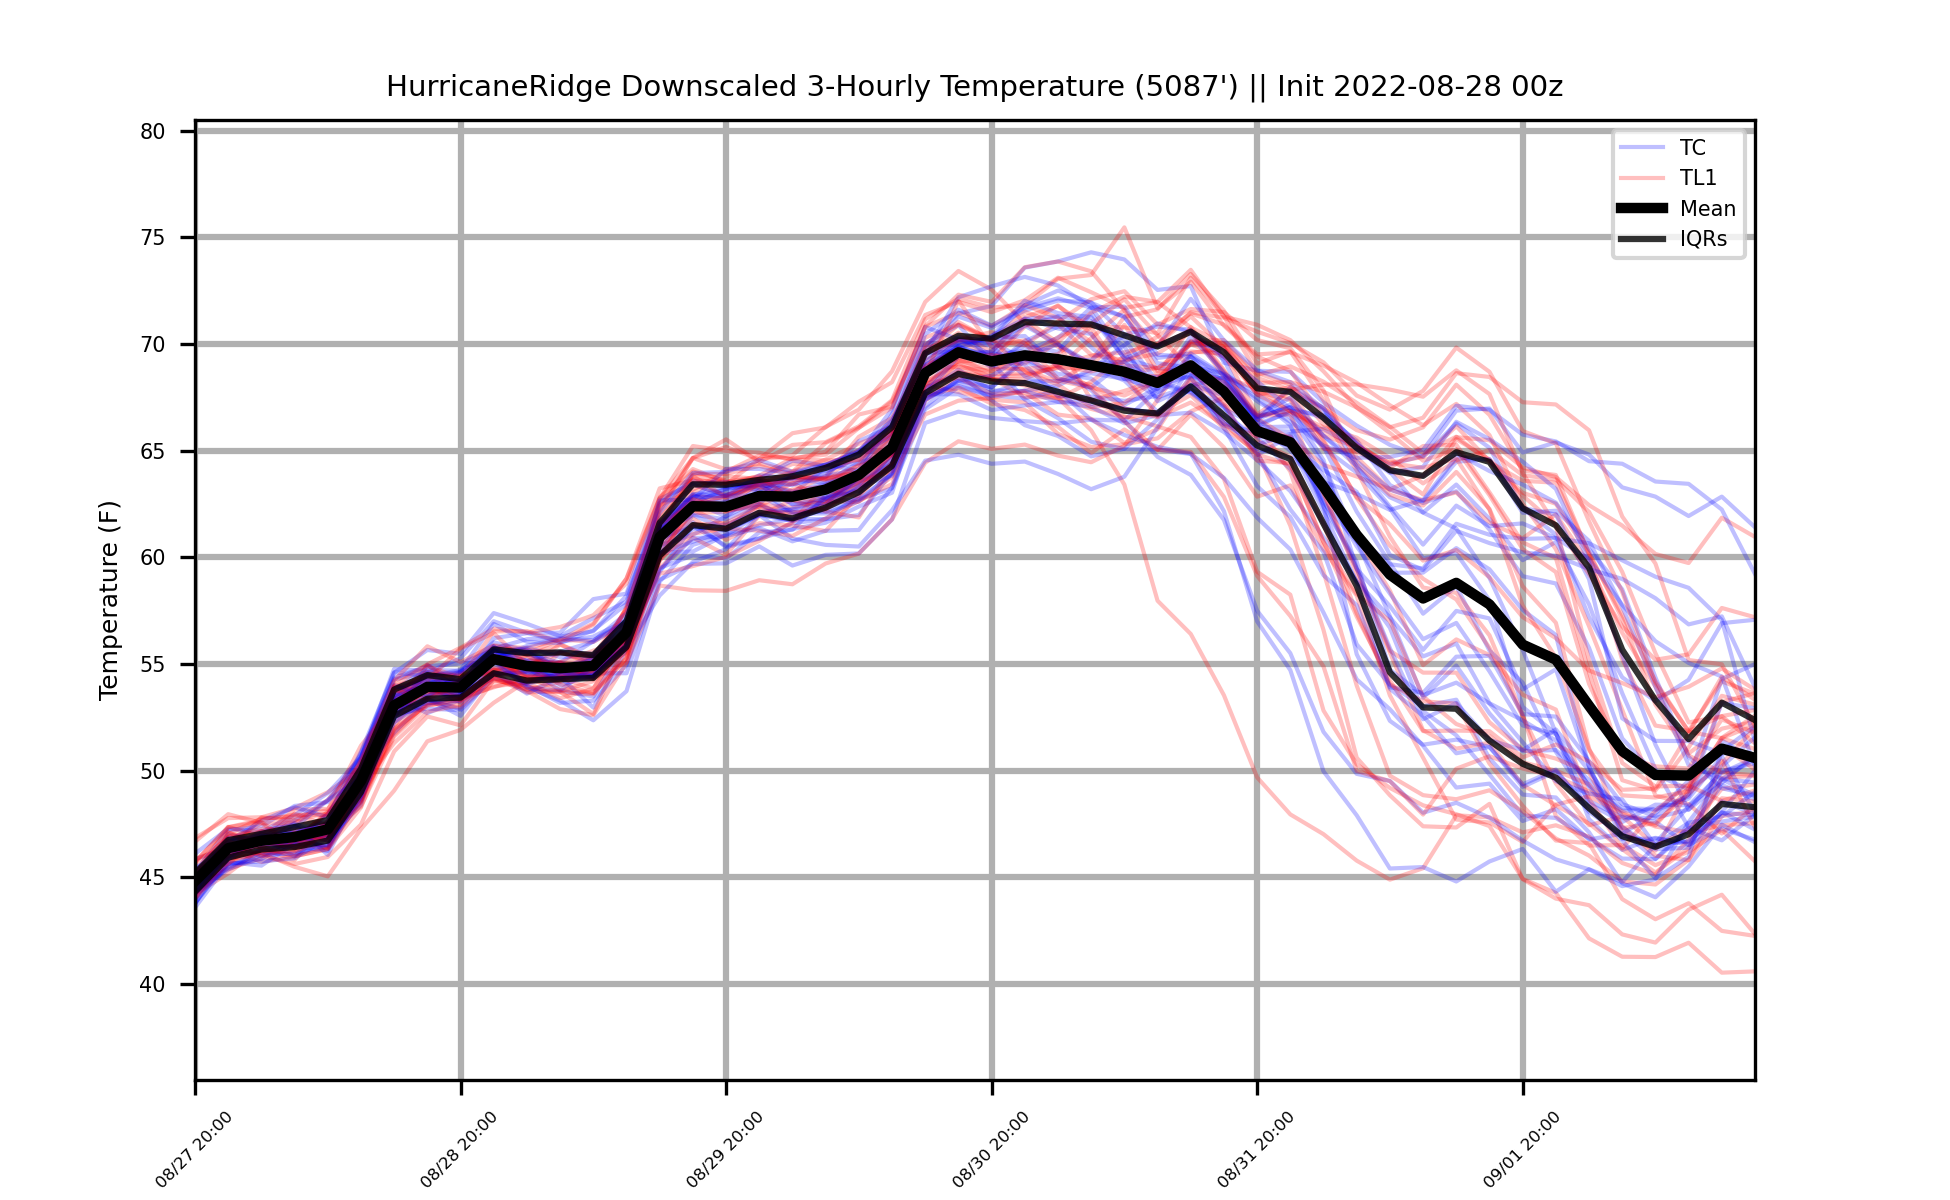 HurricaneRidge Downscaled 3-Hourly Temperature (5087') || Init 2022-08-28 00z
80
75
70
65
60
55
50
45
40
Temperature (F)
TC
TL1
Mean
IQRs
08/27 20:00
08/28 20:00
08/29 20:00
08/30 20:00
08/31 20:00
09/01 20:00